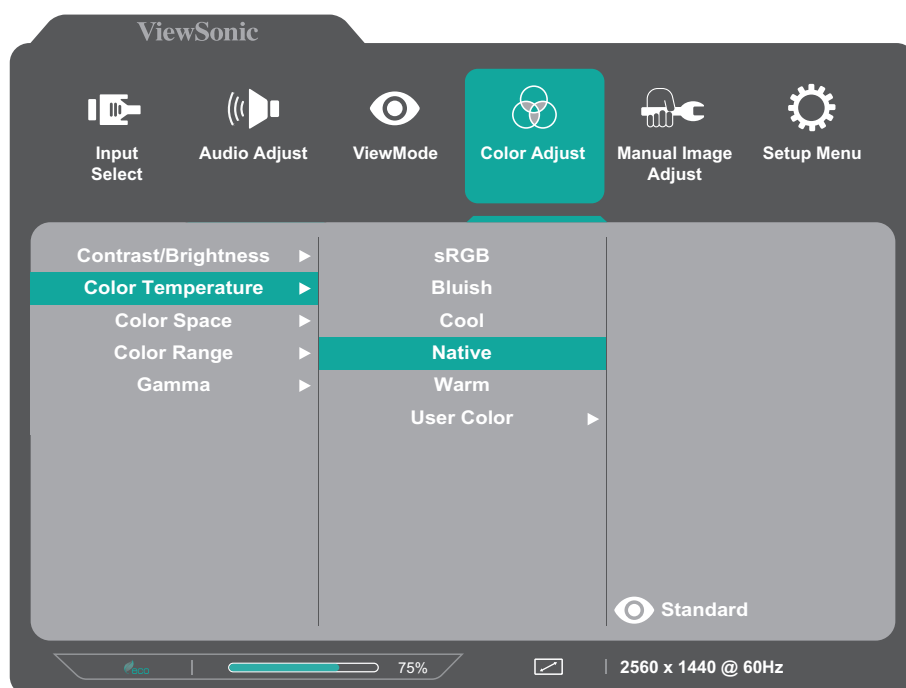 ViewSonic
Input Select
Audio Adjust
ViewMode
Color Adjust
Manual Image Adjust
Setup Menu
Contrast/Brightness
Color Temperature
Color Space
Color Range
Gamma
sRGB
Bluish
Cool
Native
Warm
User Color
Standard
eco
75%
2560 x 1440 @ 60Hz